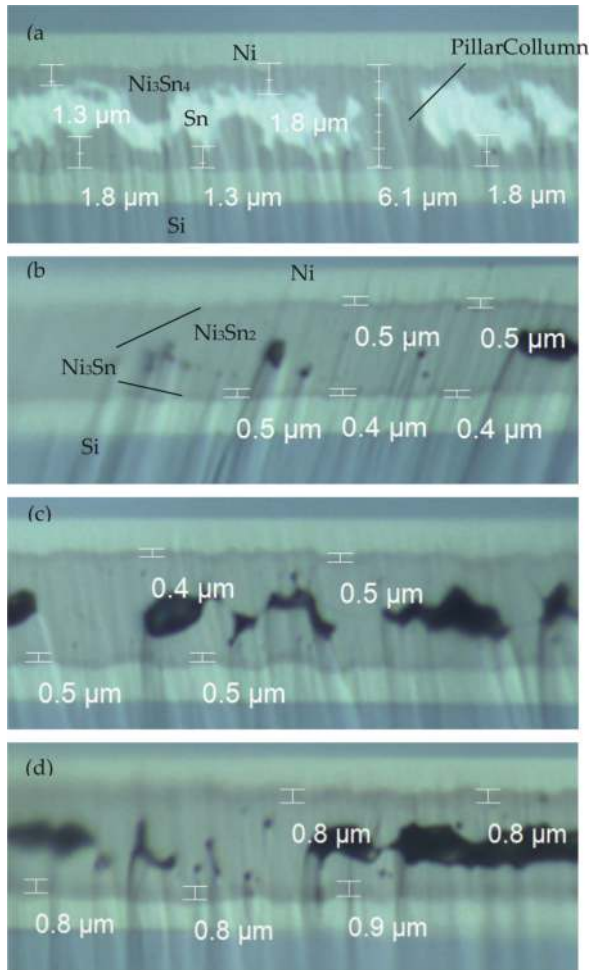 (a
Ni
PillarCollumn
Ni₃Sn₄
1.3 µm
Sn
1.8 µm
1.8 µm
1.3 µm
6.1 µm
1.8 µm
Si
(b)
Ni
Ni₃Sn₂
0.5 µm
0.5 µm
Ni₃Sn
0.5 µm
0.4 µm
0.4 µm
Si
(c)
0.4 µm
0.5 µm
0.5 µm
0.5 µm
(d)
0.8 µm
0.8 µm
0.8 µm
0.8 µm
0.9 µm